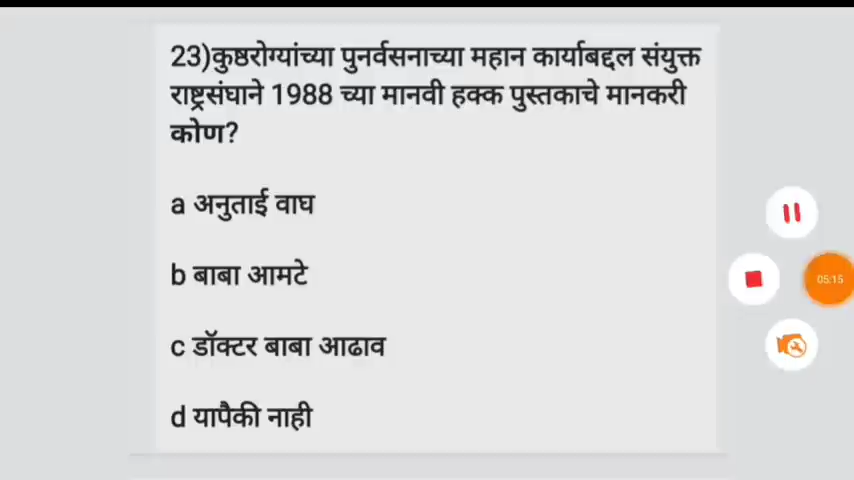 23)कुष्ठरोग्यांच्या पुनर्वसनाच्या महान कार्याबद्दल संयुक्त
राष्ट्रसंघाने 1988 च्या मानवी हक्क पुस्तकाचे मानकरी
कोण?
a अनुताई वाघ
b बाबा आमटे
c डॉक्टर बाबा आढाव
d यापैकी नाही
05:15